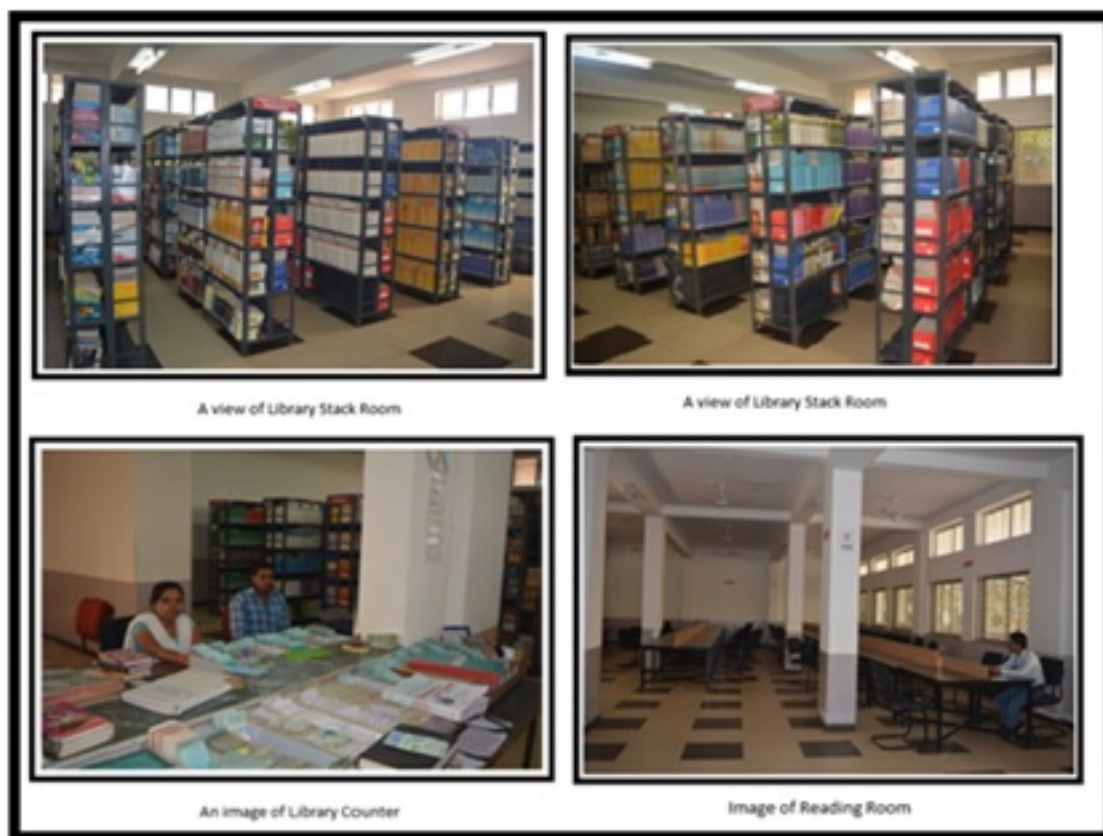 A view of Library Stack Room
A view of Library Stack Room
An image of Library Counter
Image of Reading Room